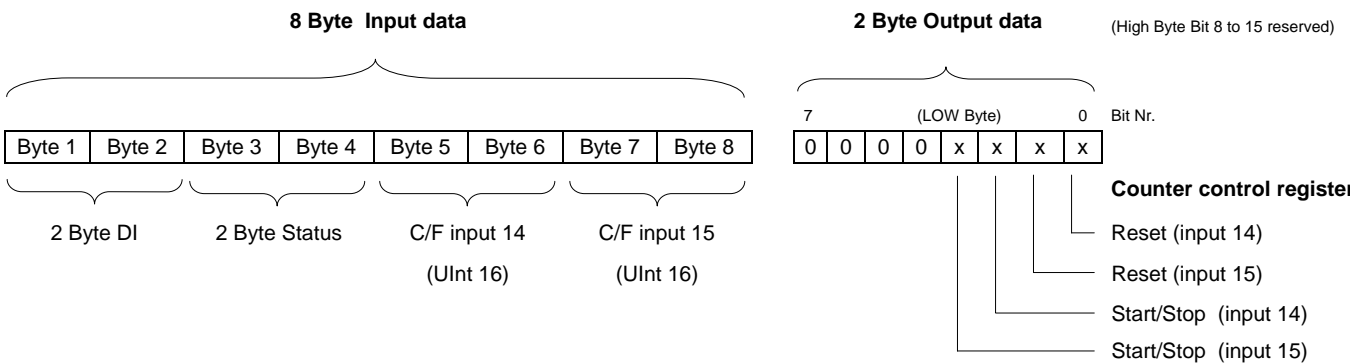 8 Byte  Input data
2 Byte Output data
(High Byte Bit 8 to 15 reserved)
7 (LOW Byte) 0 Bit Nr.
Byte 1 Byte 2 Byte 3 Byte 4 Byte 5 Byte 6 Byte 7 Byte 8
0 0 0 0 x x x x
Counter control register
2 Byte DI 2 Byte Status C/F input 14 C/F input 15
(UInt 16) (UInt 16)
Reset (input 14)
Reset (input 15)
Start/Stop  (input 14)
Start/Stop  (input 15)